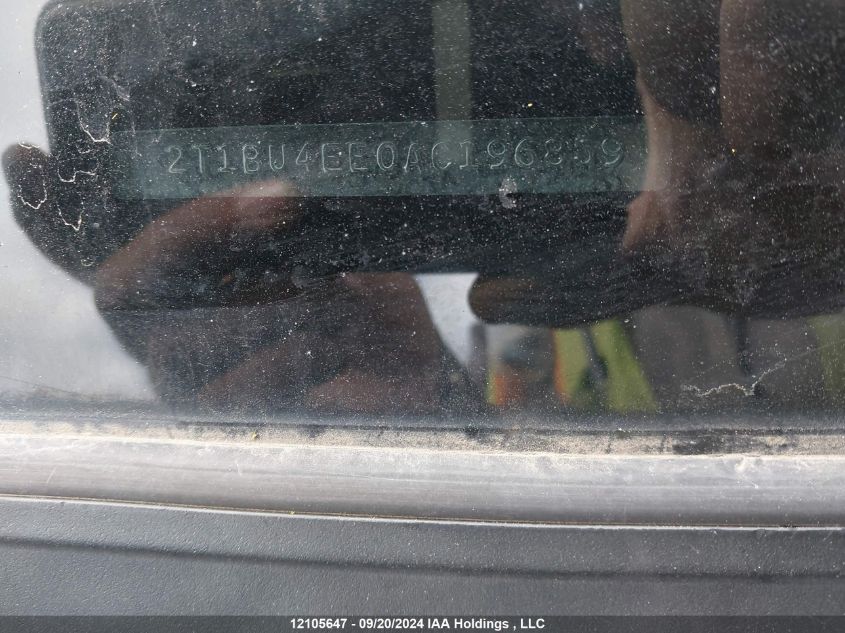 2T1BU4EE0AC196859
12105647 - 09/20/2024 IAA Holdings , LLC